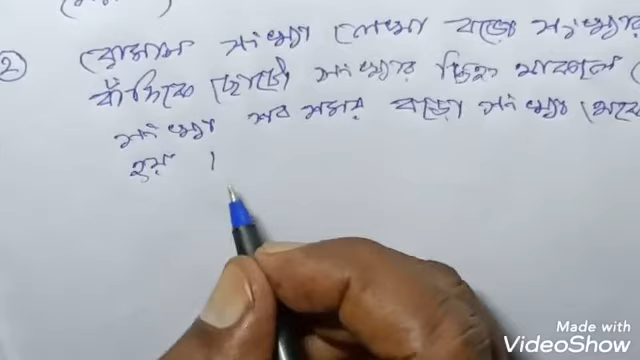 ②
রোমান সংখ্যা লেখা বড়ো সংখ্যার
বাঁদিকে ছোটো সংখ্যার চিহ্ন থাকলে
সংখ্যা সব সময় বড়ো সংখ্যা থেকে
হয় ।
Made with
VideoShow